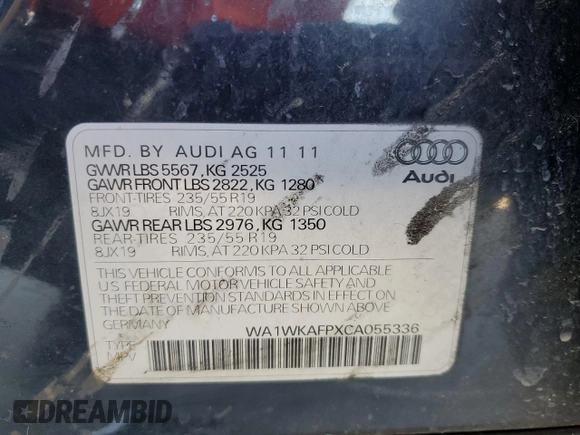 MFD. BY AUDI AG 11 11
GVWR LBS 5567, KG 2525
GAWR FRONT LBS 2822, KG 1280
FRONT-TIRES 235/55 R19
8JX19 RIMS, AT 220 KPA 32 PSI COLD
GAWR REAR LBS 2976, KG 1350
REAR-TIRES 235/55 R19
8JX19 RIMS, AT 220 KPA 32 PSI COLD
Audi
THIS VEHICLE CONFORMS TO ALL APPLICABLE
U.S FEDERAL MOTOR VEHICLE SAFETY AND
THEFT PREVENTION STANDARDS IN EFFECT ON
THE DATE OF MANUFACTURE SHOWN ABOVE
GERMANY WA1WKAFPXCA055336
TYPE
MPV
DREAMBID